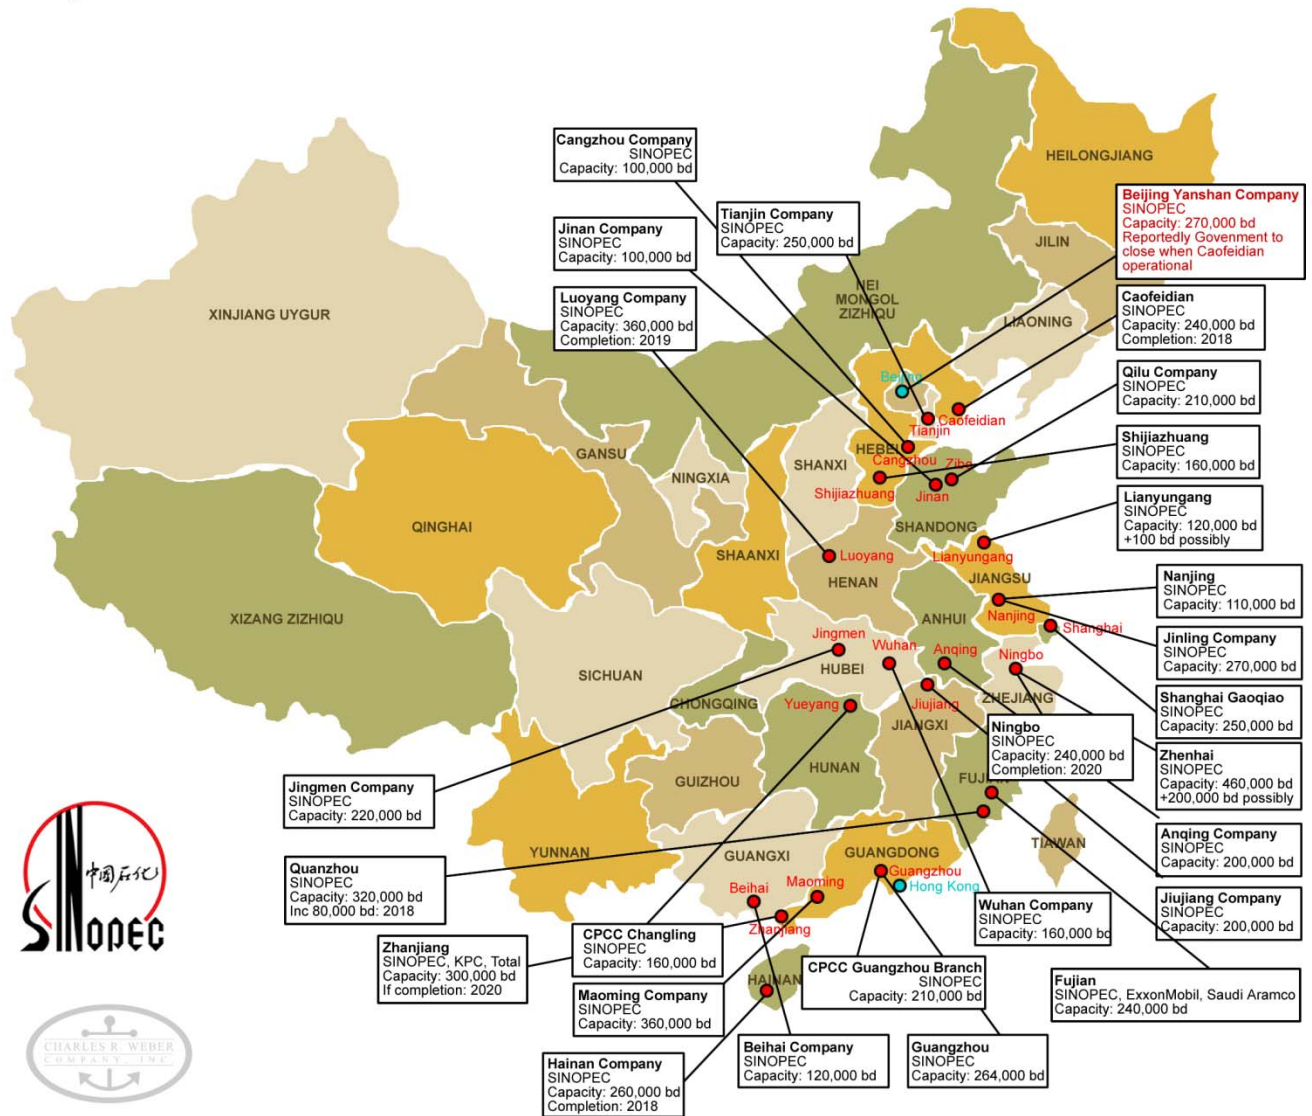 Cangzhou Company
SINOPEC
Capacity: 100,000 bd
Jinan Company
SINOPEC
Capacity: 100,000 bd
Tianjin Company
SINOPEC
Capacity: 250,000 bd
Luoyang Company
SINOPEC
Capacity: 360,000 bd
Completion: 2019
Beijing Yanshan Company
SINOPEC
Capacity: 270,000 bd
Reportedly Govenment to
close when Caofeidian
operational
Caofeidian
SINOPEC
Capacity: 240,000 bd
Completion: 2018
Qilu Company
SINOPEC
Capacity: 210,000 bd
Shijiazhuang
SINOPEC
Capacity: 160,000 bd
Lianyungang
SINOPEC
Capacity: 120,000 bd
+100 bd possibly
Nanjing
SINOPEC
Capacity: 110,000 bd
Jinling Company
SINOPEC
Capacity: 270,000 bd
Shanghai Gaoqiao
SINOPEC
Capacity: 250,000 bd
Ningbo
SINOPEC
Capacity: 240,000 bd
Completion: 2020
Zhenhai
SINOPEC
Capacity: 460,000 bd
+200,000 bd possibly
Anqing Company
SINOPEC
Capacity: 200,000 bd
Jiujiang Company
SINOPEC
Capacity: 200,000 bd
Wuhan Company
SINOPEC
Capacity: 160,000 bd
Fujian
SINOPEC, ExxonMobil, Saudi Aramco
Capacity: 240,000 bd
Jingmen Company
SINOPEC
Capacity: 220,000 bd
Quanzhou
SINOPEC
Capacity: 320,000 bd
Inc 80,000 bd: 2018
Zhanjiang
SINOPEC, KPC, Total
Capacity: 300,000 bd
If completion: 2020
CPCC Changling
SINOPEC
Capacity: 160,000 bd
Maoming Company
SINOPEC
Capacity: 360,000 bd
Hainan Company
SINOPEC
Capacity: 260,000 bd
Completion: 2018
Beihai Company
SINOPEC
Capacity: 120,000 bd
CPCC Guangzhou Branch
SINOPEC
Capacity: 210,000 bd
Guangzhou
SINOPEC
Capacity: 264,000 bd
HEILONGJIANG
JILIN
LIAONING
NEI
MONGOL
ZIZHIQU
XINJIANG UYGUR
GANSU
NINGXIA
SHANXI
HEBEI
SHANDONG
QINGHAI
SHAANXI
HENAN
JIANGSU
ANHUI
XIZANG ZIZHIQU
SICHUAN
CHONGQING
HUBEI
ZHEJIANG
JIANGXI
HUNAN
GUIZHOU
FUJIAN
YUNNAN
GUANGXI
GUANGDONG
TAIWAN
HAINAN
Beijing
Caofeidian
Tianjin
Cangzhou
Zibo
Shijiazhuang
Jinan
Lianyungang
Luoyang
Nanjing
Shanghai
Jingmen
Wuhan
Anqing
Ningbo
Yueyang
Jiujiang
Guangzhou
Hong Kong
Maoming
Beihai
Zhanjiang
中国石化
SINOPEC
CHARLES R. WEBER
COMPANY, INC.